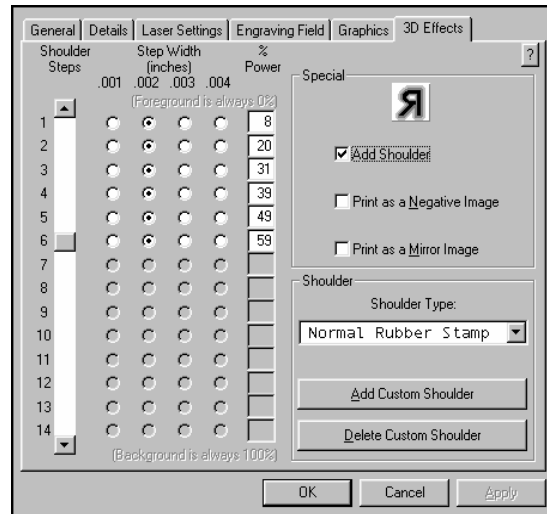 General Details Laser Settings Engraving Field Graphics 3D Effects
?
Shoulder Steps Step Width (inches) % Power
.001 .002 .003 .004
(Foreground is always 0%)
1 8
2 20
3 31
4 39
5 49
6 59
7
8
9
10
11
12
13
14
(Background is always 100%)
Special
Я
Add Shoulder
Print as a Negative Image
Print as a Mirror Image
Shoulder
Shoulder Type:
Normal Rubber Stamp
Add Custom Shoulder
Delete Custom Shoulder
OK Cancel Apply